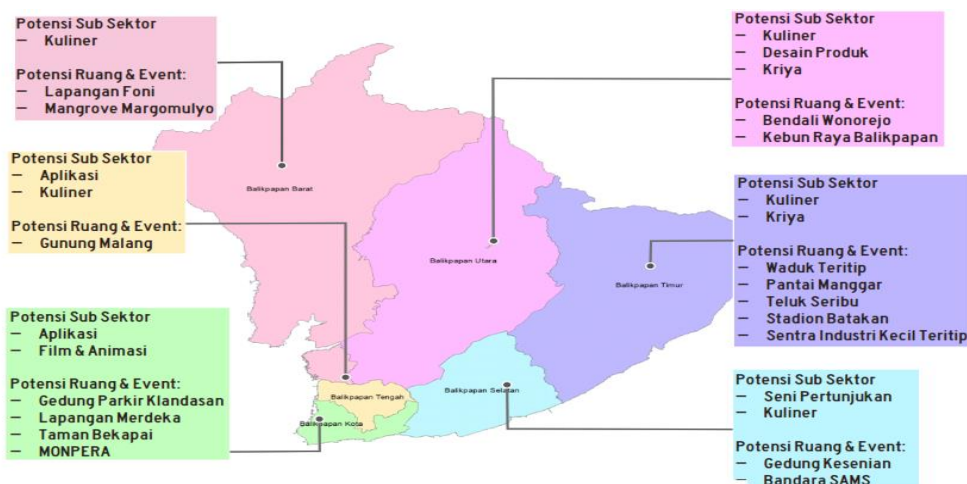 Potensi Sub Sektor
– Kuliner
Potensi Ruang & Event:
– Lapangan Foni
– Mangrove Margomulyo
Potensi Sub Sektor
– Aplikasi
– Kuliner
Potensi Ruang & Event:
– Gunung Malang
Potensi Sub Sektor
– Aplikasi
– Film & Animasi
Potensi Ruang & Event:
– Gedung Parkir Klandasan
– Lapangan Merdeka
– Taman Bekapai
– MONPERA
Balikpapan Barat
Balikpapan Utara
Balikpapan Timur
Balikpapan Selatan
Balikpapan Tengah
Balikpapan Kota
Potensi Sub Sektor
– Kuliner
– Desain Produk
– Kriya
Potensi Ruang & Event:
– Bendali Wonorejo
– Kebun Raya Balikpapan
Potensi Sub Sektor
– Kuliner
– Kriya
Potensi Ruang & Event:
– Waduk Teritip
– Pantai Manggar
– Teluk Seribu
– Stadion Batakan
– Sentra Industri Kecil Teritip
Potensi Sub Sektor
– Seni Pertunjukan
– Kuliner
Potensi Ruang & Event:
– Gedung Kesenian
– Bandara SAMS